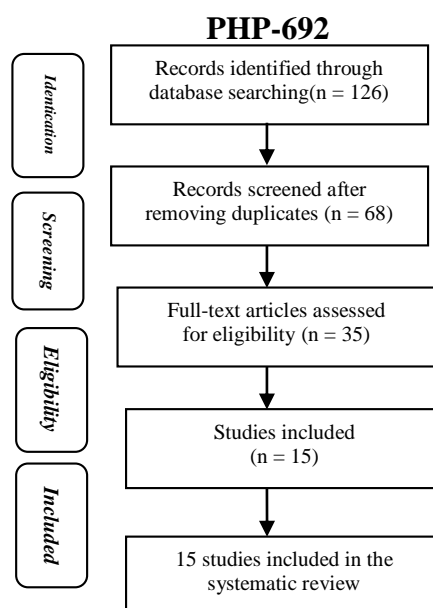 PHP-692
Identication
Records identified through
database searching(n = 126)
Screening
Records screened after
removing duplicates (n = 68)
Full-text articles assessed
for eligibility (n = 35)
Eligibility
Studies included
(n = 15)
Included
15 studies included in the
systematic review